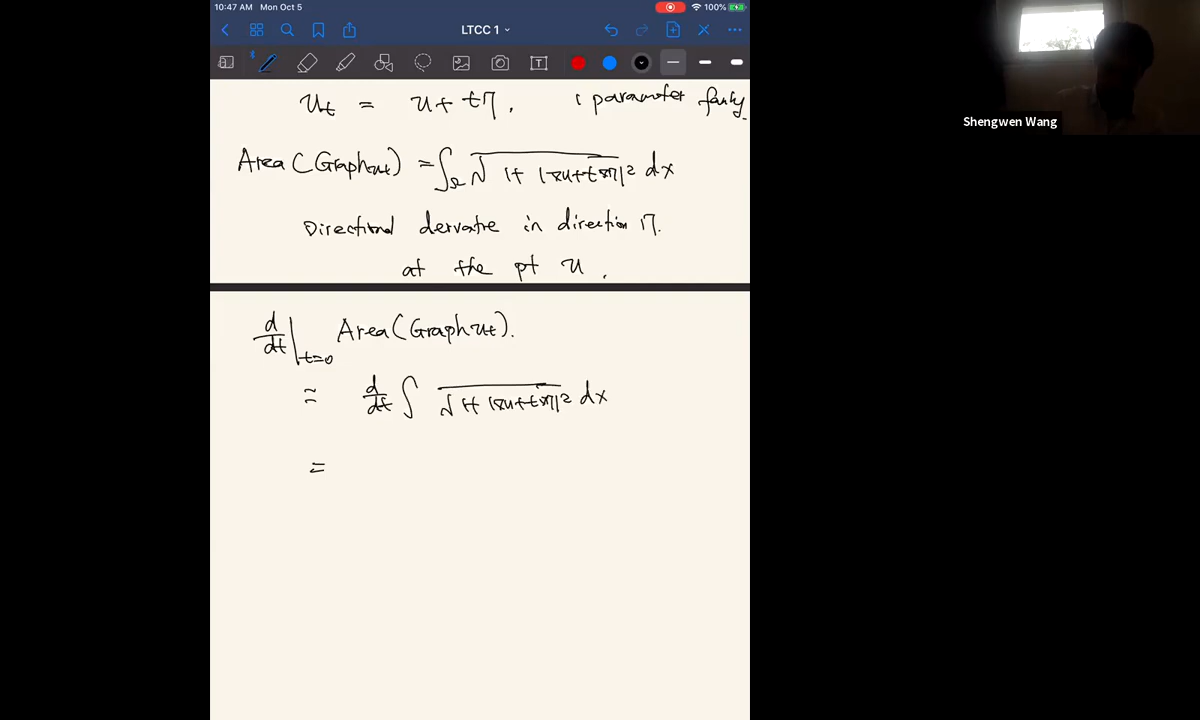 10:47 AM Mon Oct 5
100%
LTCC 1
u_t = u + tη, 1 parameter family.
Area(Graph u_t) = ∫_Ω √(1+ |∇u+t∇η|²) dx
Directional derivative in direction η.
at the pt u.
d/dt|_{t=0} Area(Graph u_t).
= d/dt ∫ √(1+ |∇u+t∇η|²) dx
=
Shengwen Wang